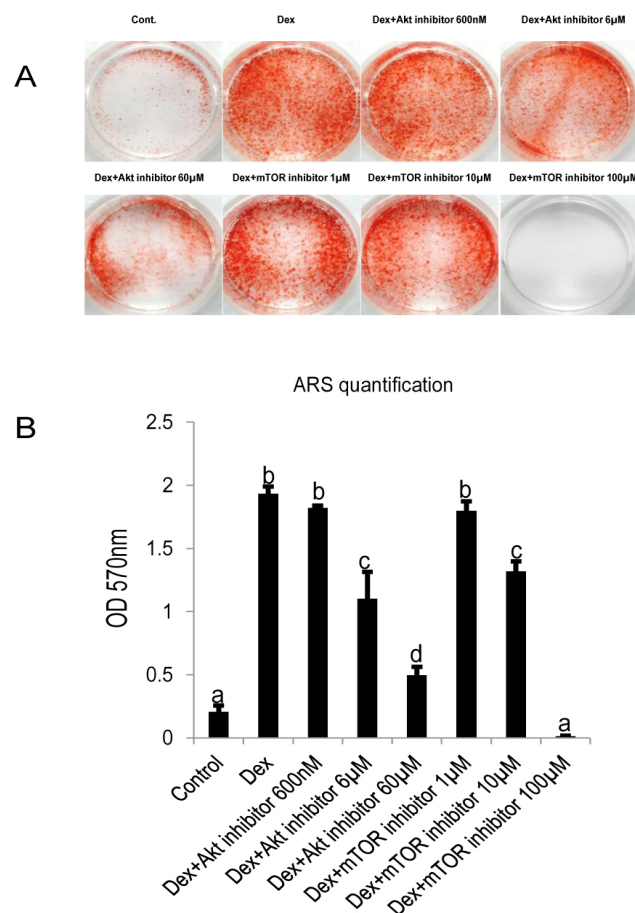 Cont. Dex Dex+Akt inhibitor 600nM Dex+Akt inhibitor 6µM
A
Dex+Akt inhibitor 60µM Dex+mTOR inhibitor 1µM Dex+mTOR inhibitor 10µM Dex+mTOR inhibitor 100µM
ARS quantification
B
OD 570nm
2.5
2
1.5
1
0.5
0
a
b
b
c
d
b
c
a
Control
Dex
Dex+Akt inhibitor 600nM
Dex+Akt inhibitor 6µM
Dex+Akt inhibitor 60µM
Dex+mTOR inhibitor 1µM
Dex+mTOR inhibitor 10µM
Dex+mTOR inhibitor 100µM